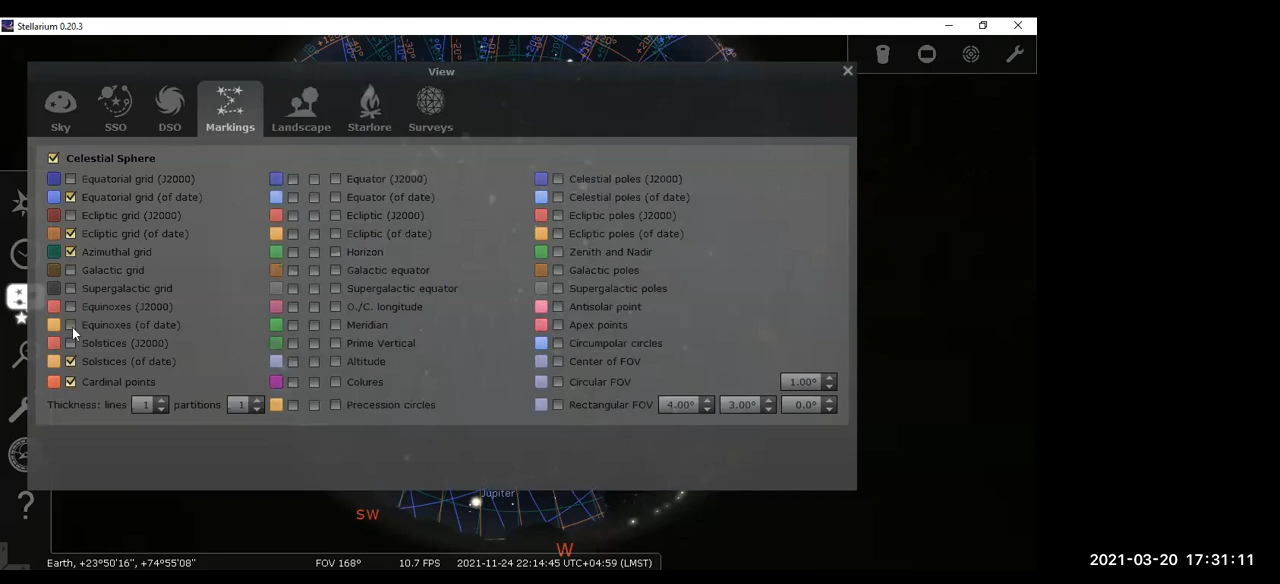 Stellarium 0.20.3
+20° -10° -20° -30° -40°
View
Sky SSO DSO Markings Landscape Starlore Surveys
Celestial Sphere
Equatorial grid (J2000) Equator (J2000) Celestial poles (J2000)
Equatorial grid (of date) Equator (of date) Celestial poles (of date)
Ecliptic grid (J2000) Ecliptic (J2000) Ecliptic poles (J2000)
Ecliptic grid (of date) Ecliptic (of date) Ecliptic poles (of date)
Azimuthal grid Horizon Zenith and Nadir
Galactic grid Galactic equator Galactic poles
Supergalactic grid Supergalactic equator Supergalactic poles
Equinoxes (J2000) O./C. longitude Antisolar point
Equinoxes (of date) Meridian Apex points
Solstices (J2000) Prime Vertical Circumpolar circles
Solstices (of date) Altitude Center of FOV
Cardinal points Colures Circular FOV 1.00°
Thickness: lines 1 partitions 1 Precession circles Rectangular FOV 4.00° 3.00° 0.0°
Jupiter
SW
W
Earth, +23°50'16", +74°55'08" FOV 168° 10.7 FPS 2021-11-24 22:14:45 UTC+04:59 (LMST)
2021-03-20 17:31:11